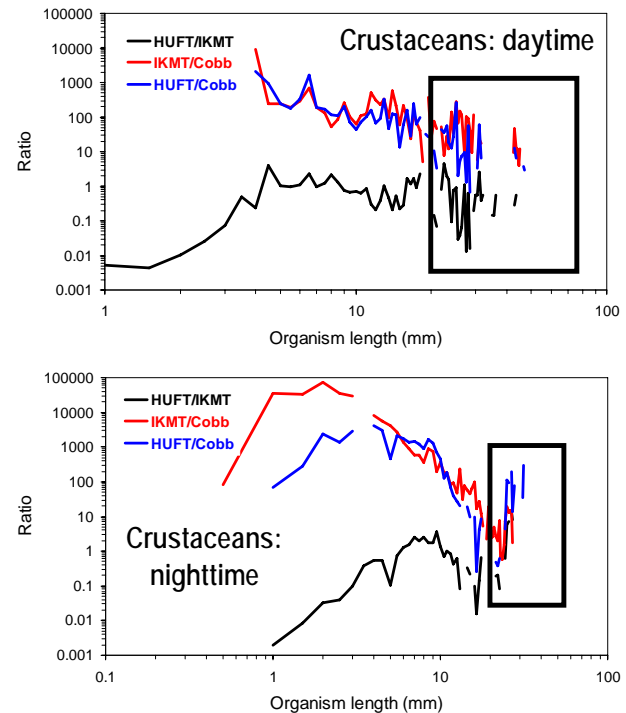 Crustaceans: daytime
HUFT/IKMT
IKMT/Cobb
HUFT/Cobb
100000
10000
1000
100
10
1
0.1
0.01
0.001
Ratio
1
10
100
Organism length (mm)
Crustaceans:
nighttime
HUFT/IKMT
IKMT/Cobb
HUFT/Cobb
100000
10000
1000
100
10
1
0.1
0.01
0.001
Ratio
0.1
1
10
100
Organism length (mm)